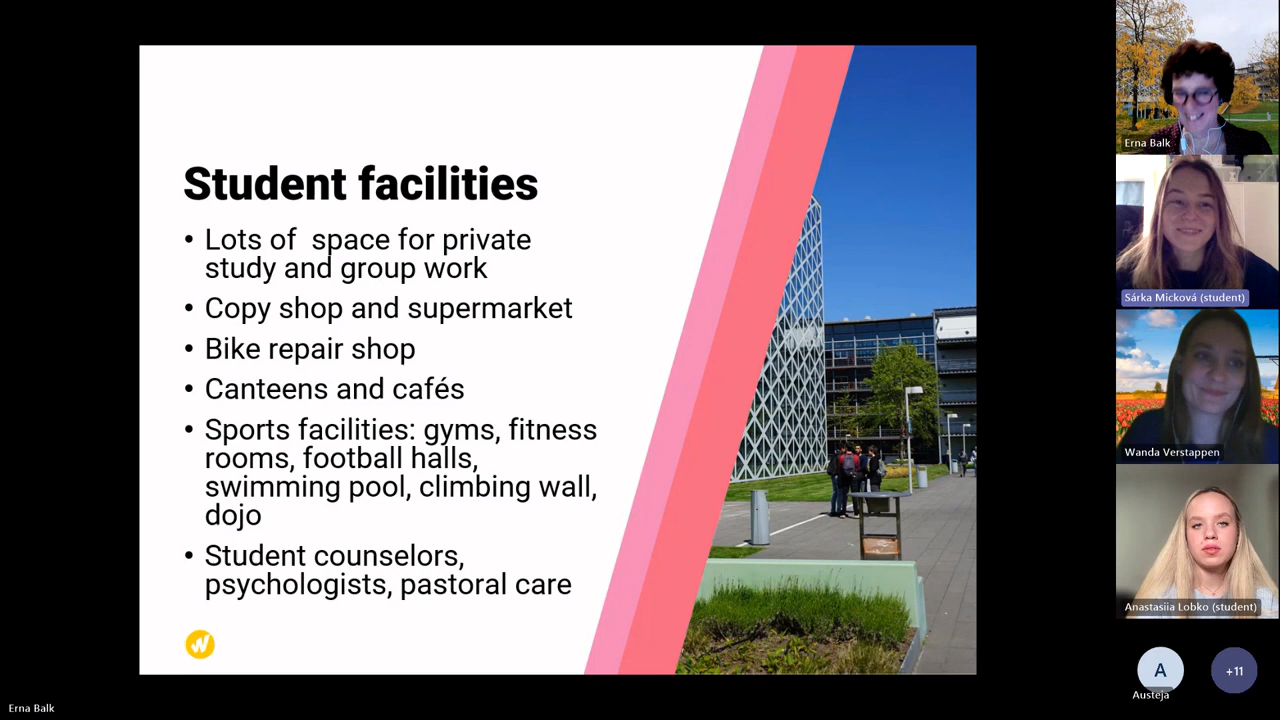 Student facilities
• Lots of  space for private
study and group work
• Copy shop and supermarket
• Bike repair shop
• Canteens and cafés
• Sports facilities: gyms, fitness
rooms, football halls,
swimming pool, climbing wall,
dojo
• Student counselors,
psychologists, pastoral care
Erna Balk
Erna Balk
Sárka Micková (student)
Wanda Verstappen
Anastasiia Lobko (student)
A
Austeja
+11